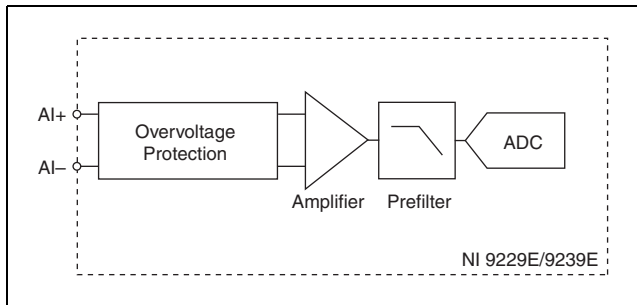 AI+
AI–
Overvoltage
Protection
Amplifier
Prefilter
ADC
NI 9229E/9239E